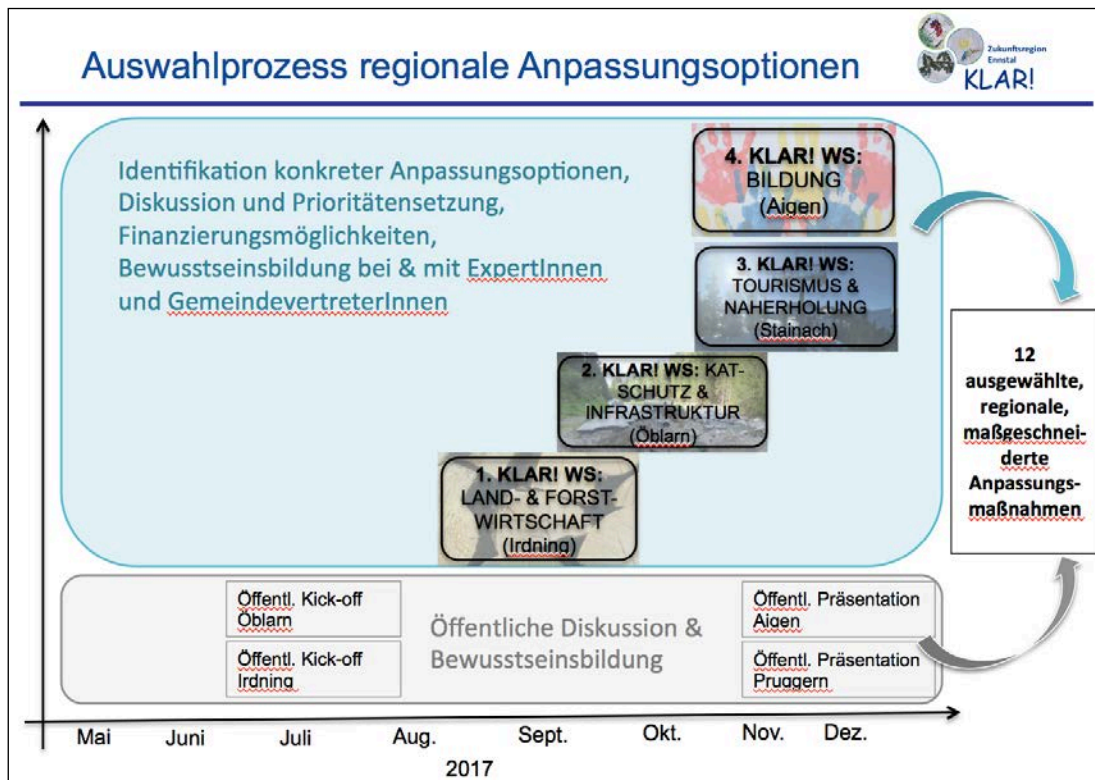 Auswahlprozess regionale Anpassungsoptionen
Zukunftsregion
Ennstal
KLAR!
Identifikation konkreter Anpassungsoptionen,
Diskussion und Prioritätensetzung,
Finanzierungsmöglichkeiten,
Bewusstseinsbildung bei & mit ExpertInnen
und GemeindevertreterInnen
4. KLAR! WS:
BILDUNG
(Aigen)
3. KLAR! WS:
TOURISMUS &
NAHERHOLUNG
(Stainach)
2. KLAR! WS: KAT-
SCHUTZ &
INFRASTRUKTUR
(Öblarn)
1. KLAR! WS:
LAND- & FORST-
WIRTSCHAFT
(Irdning)
12
ausgewählte,
regionale,
maßgeschnei-
derte
Anpassungs-
maßnahmen
Öffentl. Kick-off
Öblarn
Öffentl. Kick-off
Irdning
Öffentliche Diskussion &
Bewusstseinsbildung
Öffentl. Präsentation
Aigen
Öffentl. Präsentation
Pruggern
Mai Juni Juli Aug. Sept. Okt. Nov. Dez.
2017